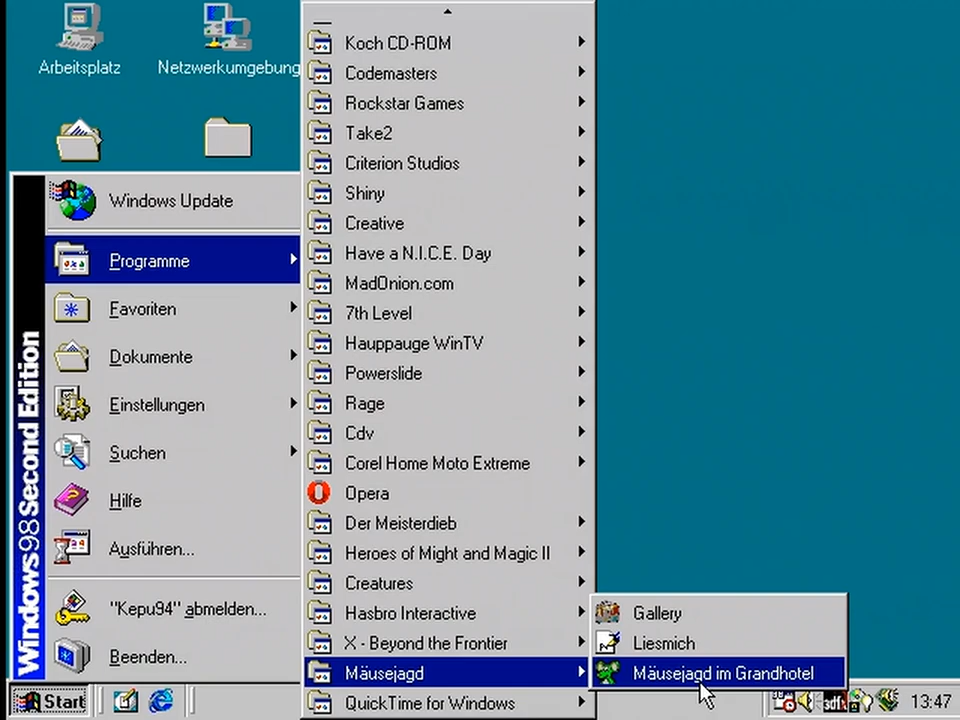 Arbeitsplatz
Netzwerkumgebung
Windows98 Second Edition
Windows Update
Programme
Favoriten
Dokumente
Einstellungen
Suchen
Hilfe
Ausführen...
"Kepu94" abmelden...
Beenden...
Koch CD-ROM
Codemasters
Rockstar Games
Take2
Criterion Studios
Shiny
Creative
Have a N.I.C.E. Day
MadOnion.com
7th Level
Hauppauge WinTV
Powerslide
Rage
Cdv
Corel Home Moto Extreme
Opera
Der Meisterdieb
Heroes of Might and Magic II
Creatures
Hasbro Interactive
X - Beyond the Frontier
Mäusejagd
QuickTime for Windows
Gallery
Liesmich
Mäusejagd im Grandhotel
Start
13:47